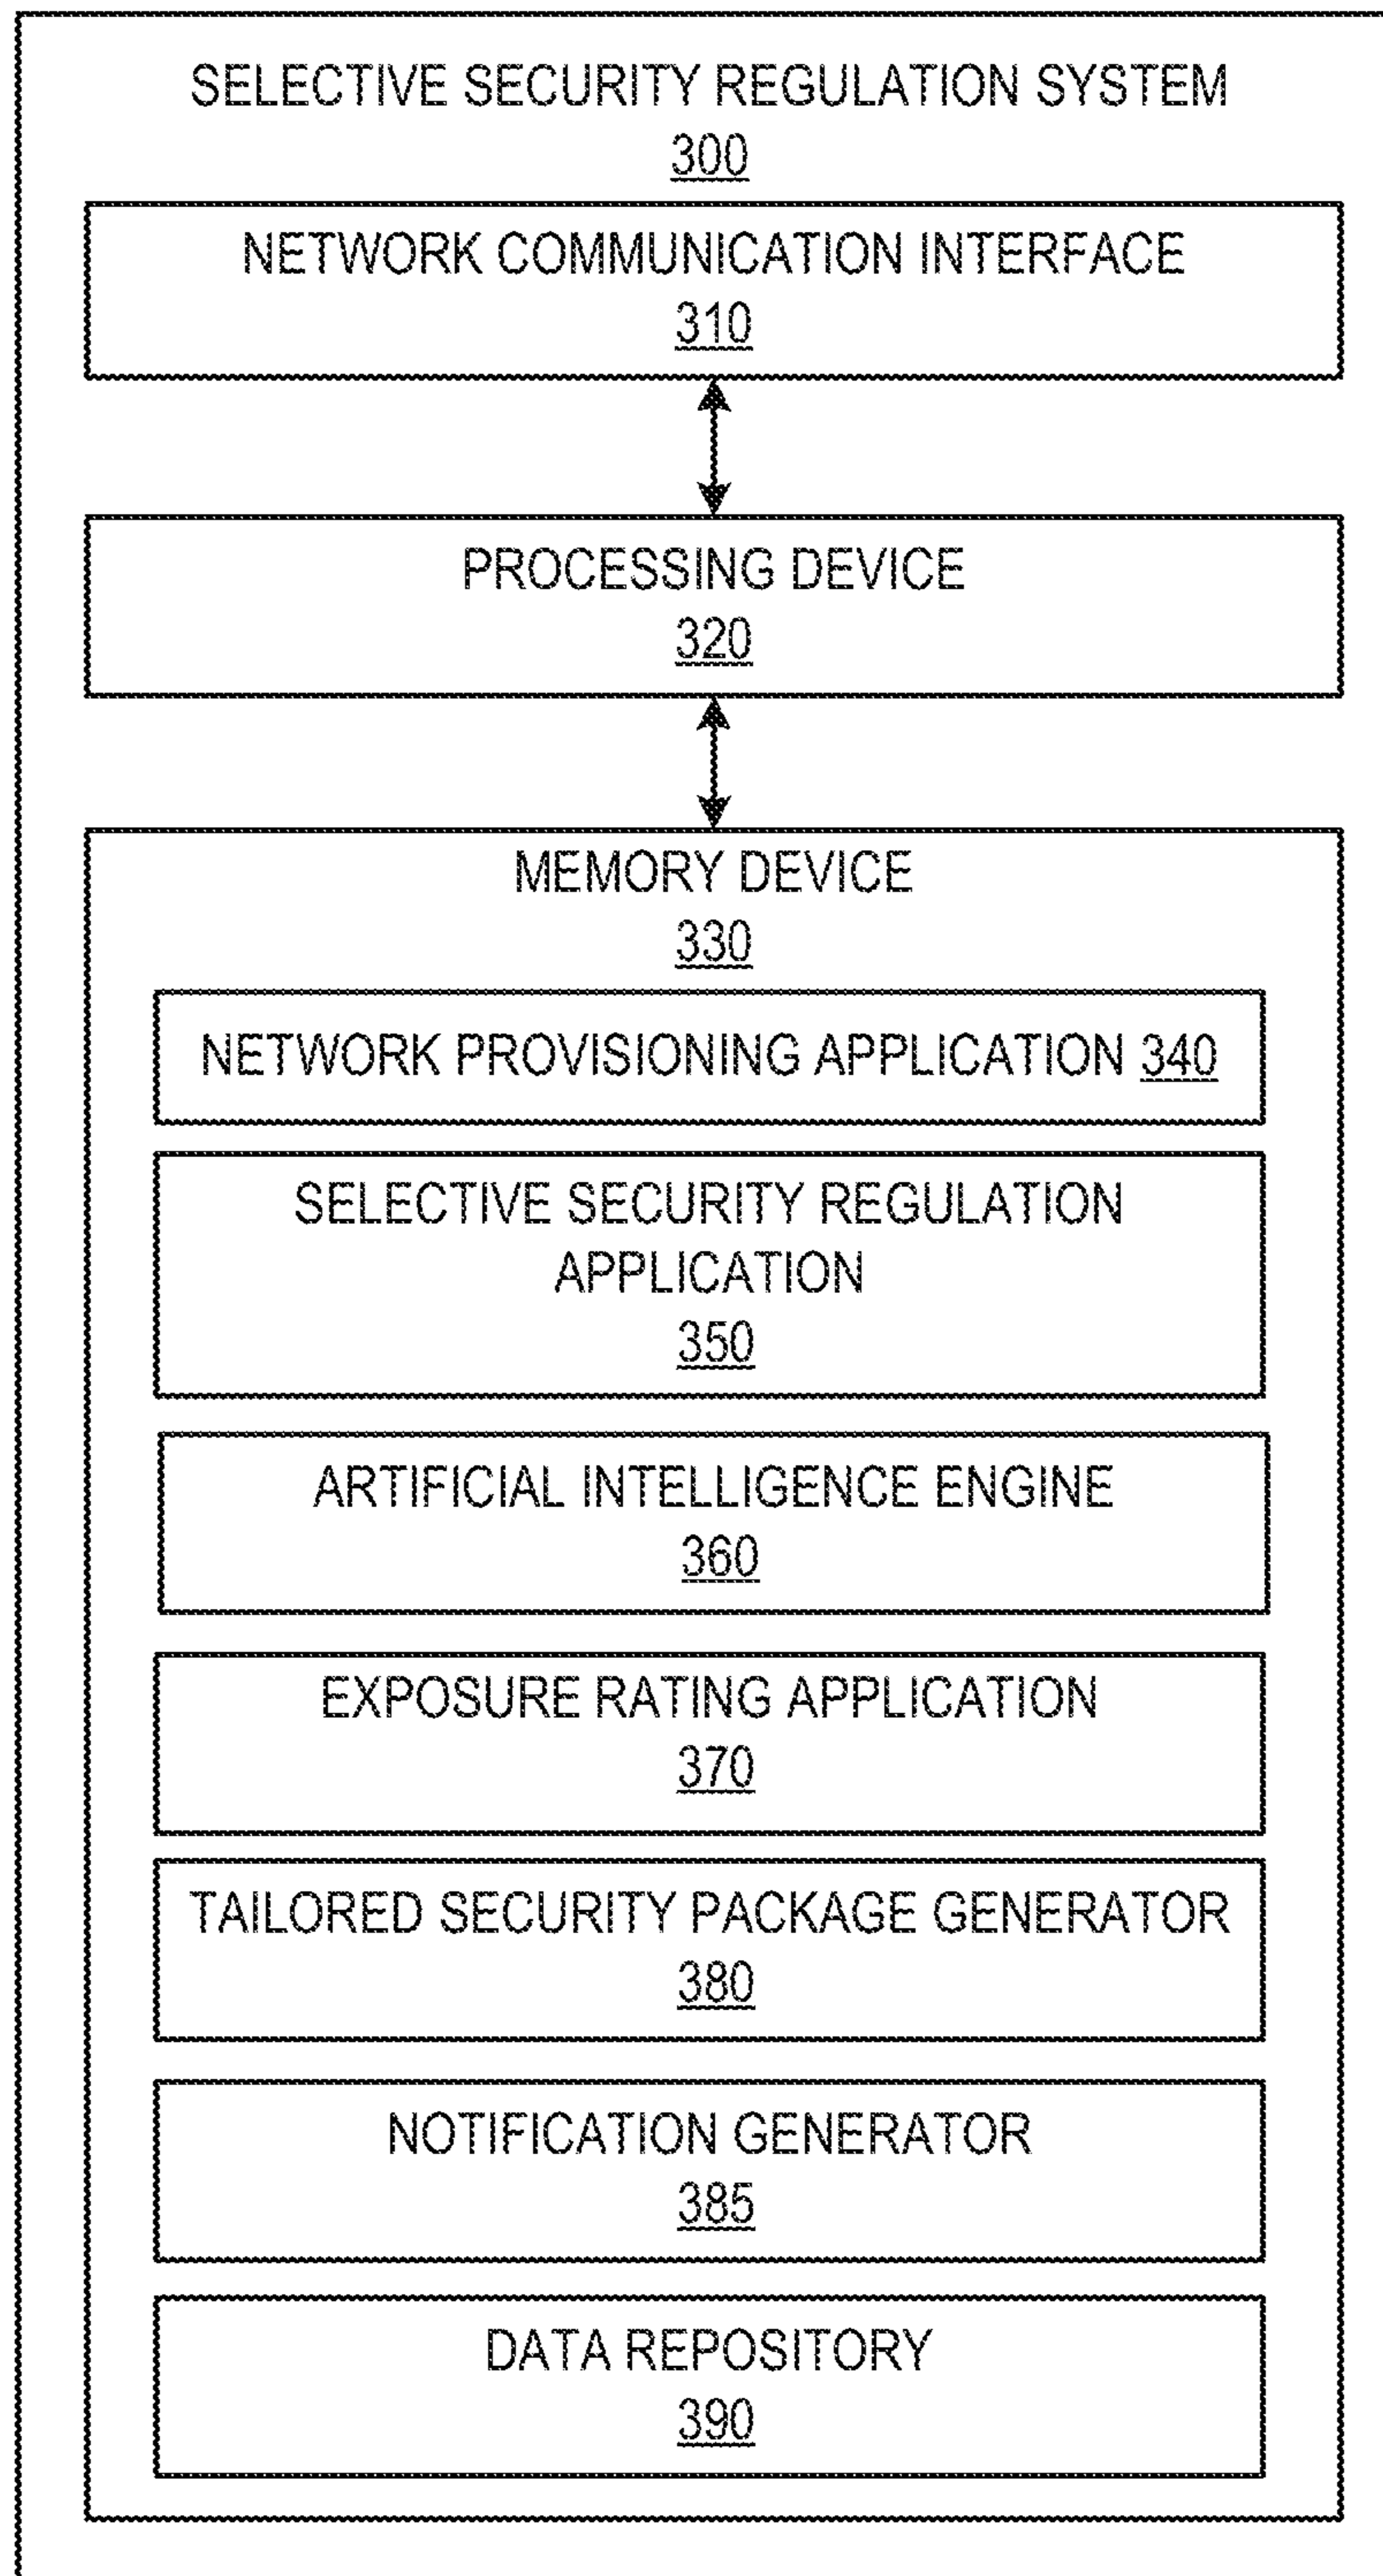 SELECTIVE SECURITY REGULATION SYSTEM
300
NETWORK COMMUNICATION INTERFACE
310
PROCESSING DEVICE
320
MEMORY DEVICE
330
NETWORK PROVISIONING APPLICATION 340
SELECTIVE SECURITY REGULATION
APPLICATION
350
ARTIFICIAL INTELLIGENCE ENGINE
360
EXPOSURE RATING APPLICATION
370
TAILORED SECURITY PACKAGE GENERATOR
380
NOTIFICATION GENERATOR
385
DATA REPOSITORY
390